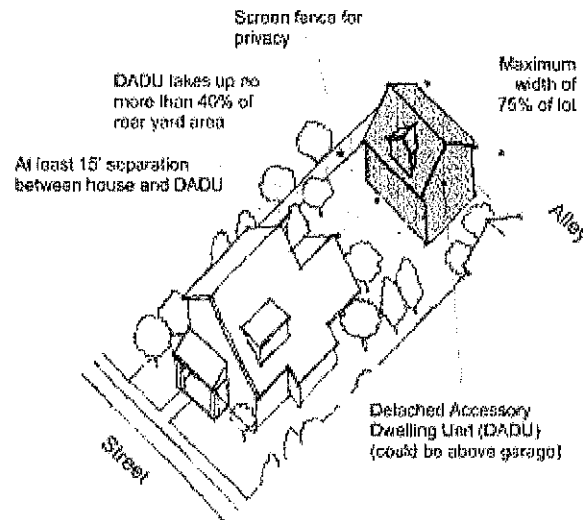 Screen fence for
privacy
DADU takes up no
more than 40% of
rear yard area
Maximum
width of
75% of lot
At least 15' separation
between house and DADU
Alley
Detached Accessory
Dwelling Unit (DADU)
(could be above garage)
Street